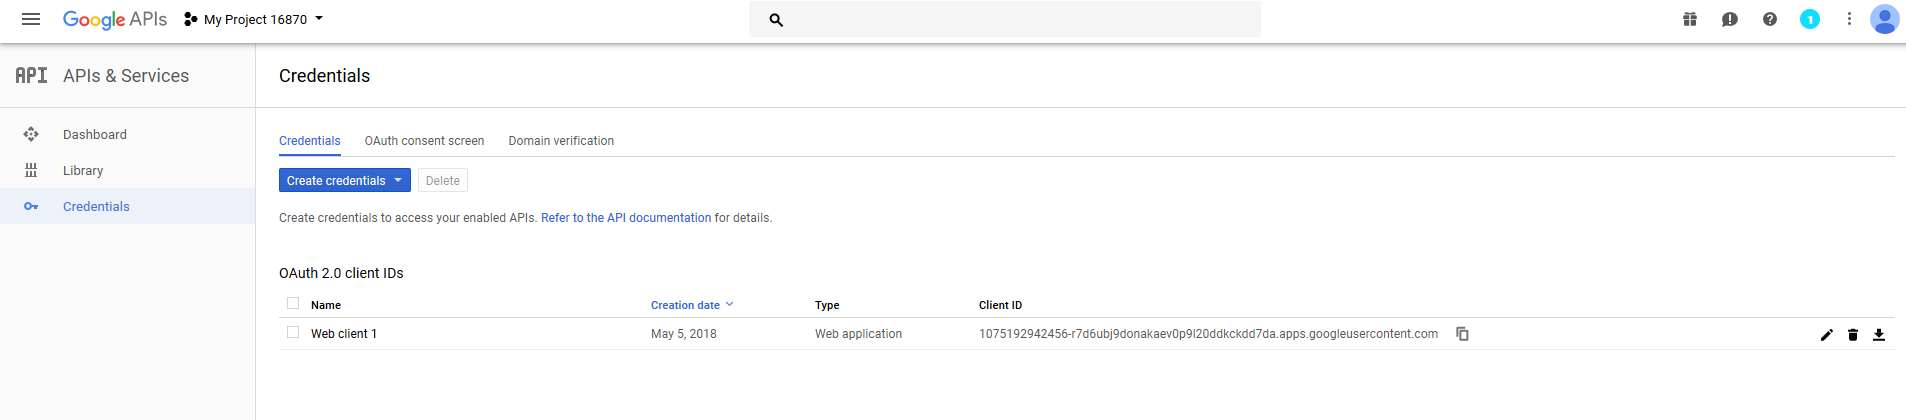 Google APIs
My Project 16870
1
API
APIs & Services
Dashboard
Library
Credentials
Credentials
Credentials
OAuth consent screen
Domain verification
Create credentials
Delete
Create credentials to access your enabled APIs. Refer to the API documentation for details.
OAuth 2.0 client IDs
Name Creation date Type Client ID
Web client 1 May 5, 2018 Web application 1075192942456-r7d6ubj9donakaev0p9l20ddkckdd7da.apps.googleusercontent.com